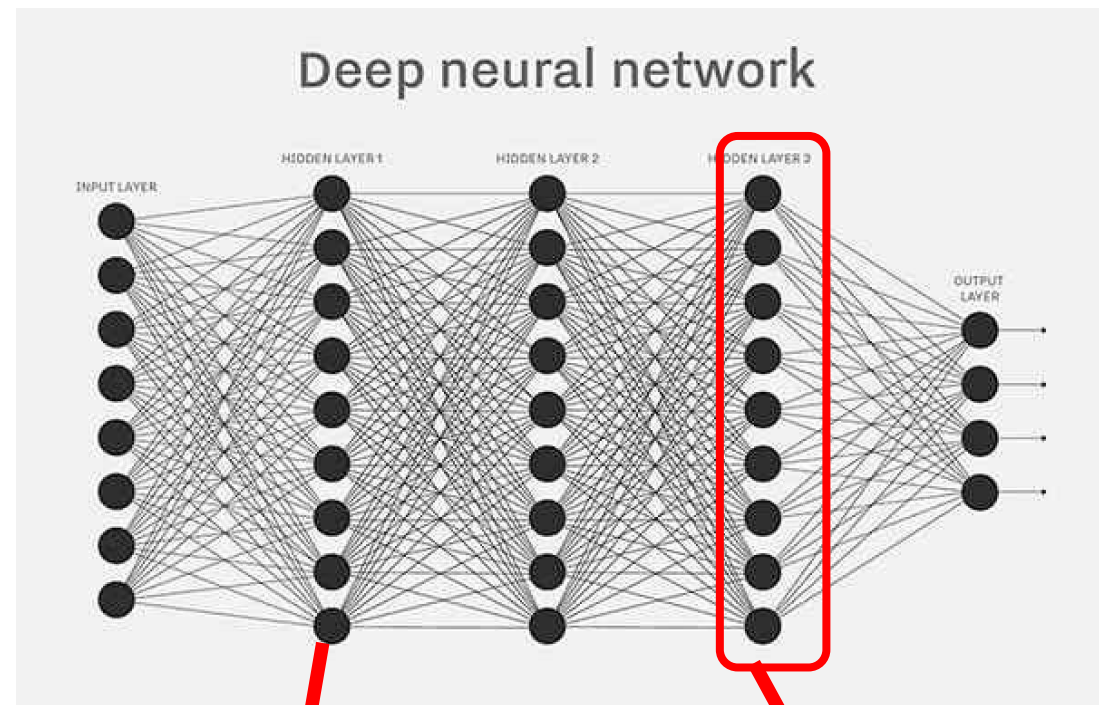 Deep neural network
INPUT LAYER
HIDDEN LAYER 1
HIDDEN LAYER 2
HIDDEN LAYER 3
OUTPUT
LAYER